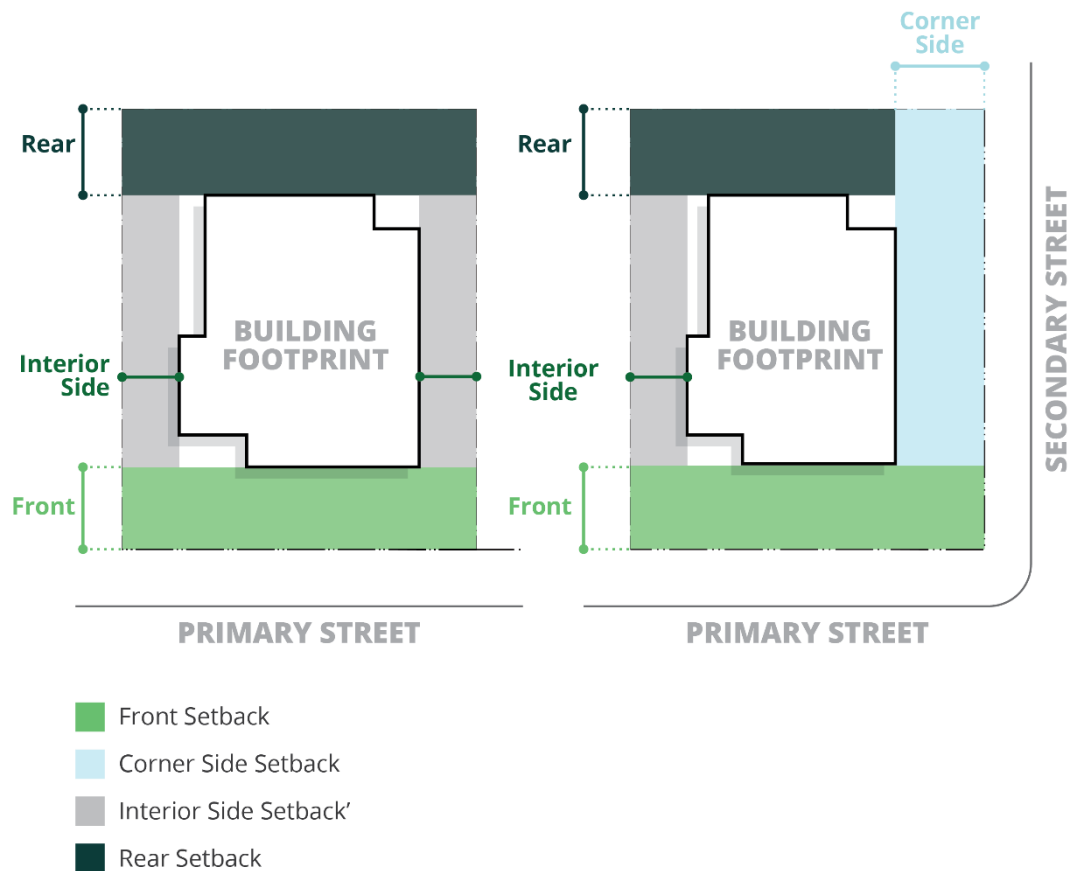 Corner
Side
Rear
Rear
BUILDING
FOOTPRINT
BUILDING
FOOTPRINT
Interior
Side
Interior
Side
Front
Front
SECONDARY STREET
PRIMARY STREET
PRIMARY STREET
Front Setback
Corner Side Setback
Interior Side Setback’
Rear Setback